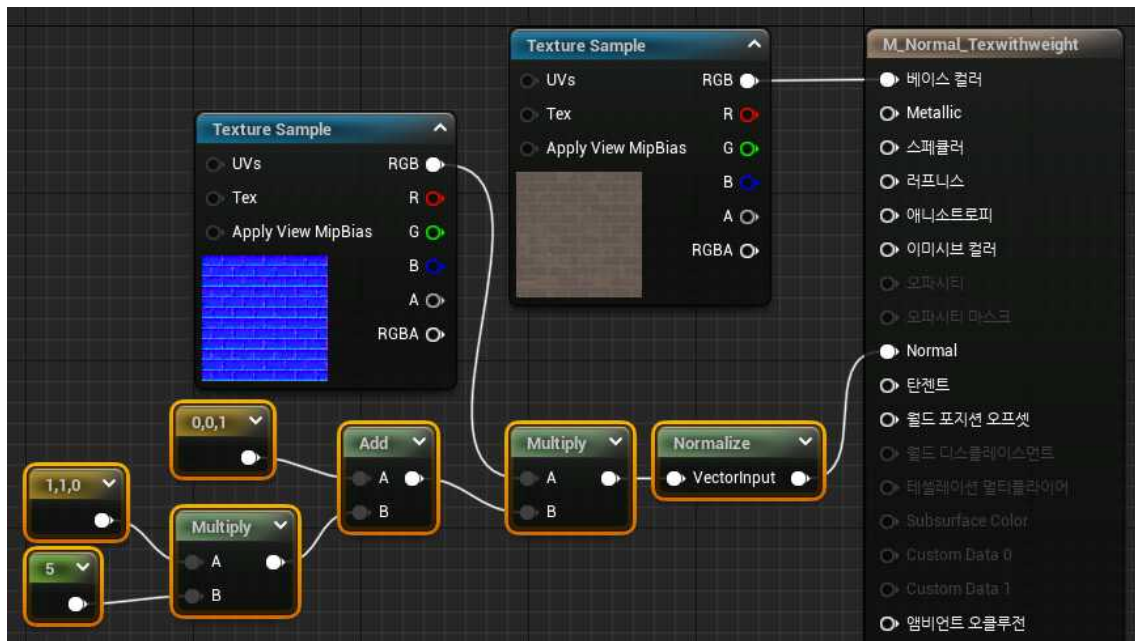 Texture Sample
UVs
RGB
Tex
R
Apply View MipBias
G
B
A
RGBA
Texture Sample
UVs
RGB
Tex
R
Apply View MipBias
G
B
A
RGBA
0,0,1
1,1,0
5
Multiply
A
B
Add
A
B
Multiply
A
B
Normalize
VectorInput
M_Normal_Texwithweight
베이스 컬러
Metallic
스페큘러
러프니스
애니소트로피
이미시브 컬러
오파시티
오파시티 마스크
Normal
탄젠트
월드 포지션 오프셋
월드 디스플레이스먼트
테셀레이션 멀티플라이어
Subsurface Color
Custom Data 0
Custom Data 1
앰비언트 오클루전